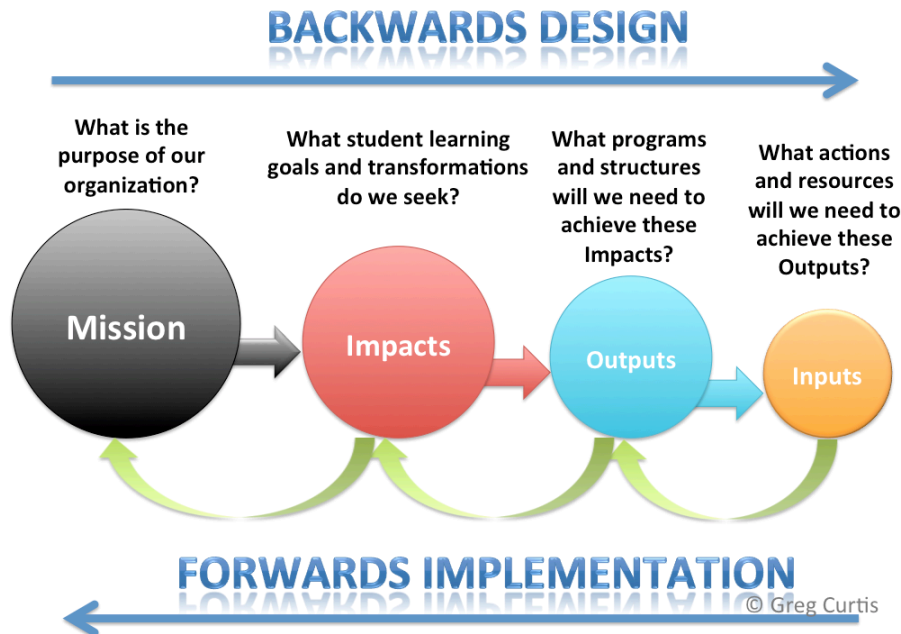 BACKWARDS DESIGN
What is the
purpose of our
organization?
What student learning
goals and transformations
do we seek?
What programs
and structures
will we need to
achieve these
Impacts?
What actions
and resources
will we need to
achieve these
Outputs?
Mission
Impacts
Outputs
Inputs
FORWARDS IMPLEMENTATION
© Greg Curtis